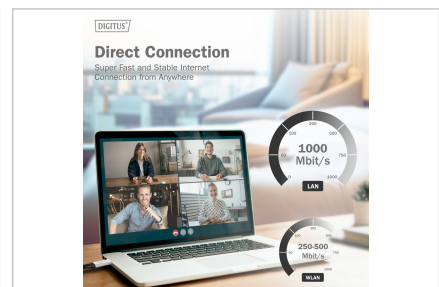 DIGITUS
Direct Connection
Super Fast and Stable Internet
Connection from Anywhere
1000
Mbit/s
LAN
250-500
Mbit/s
WLAN